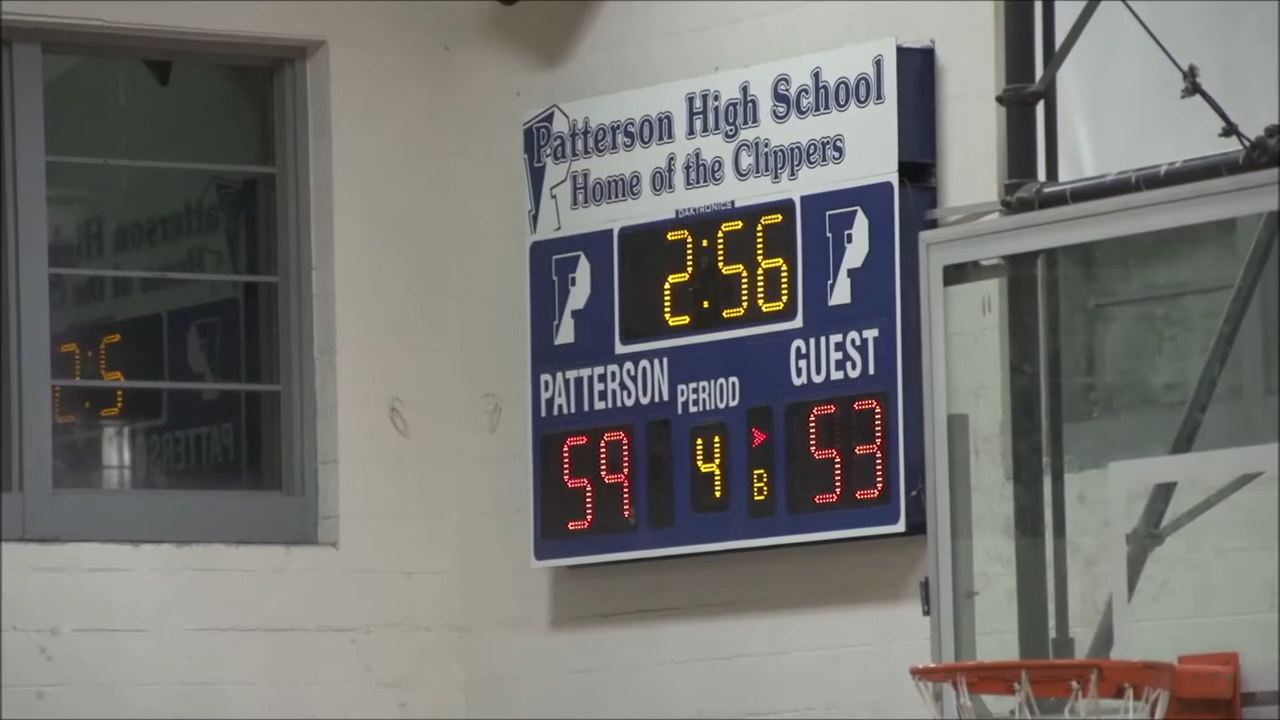 Patterson High School
Home of the Clippers
DAKTRONICS
P 2:56 P
PATTERSON PERIOD GUEST
59 4 B 53